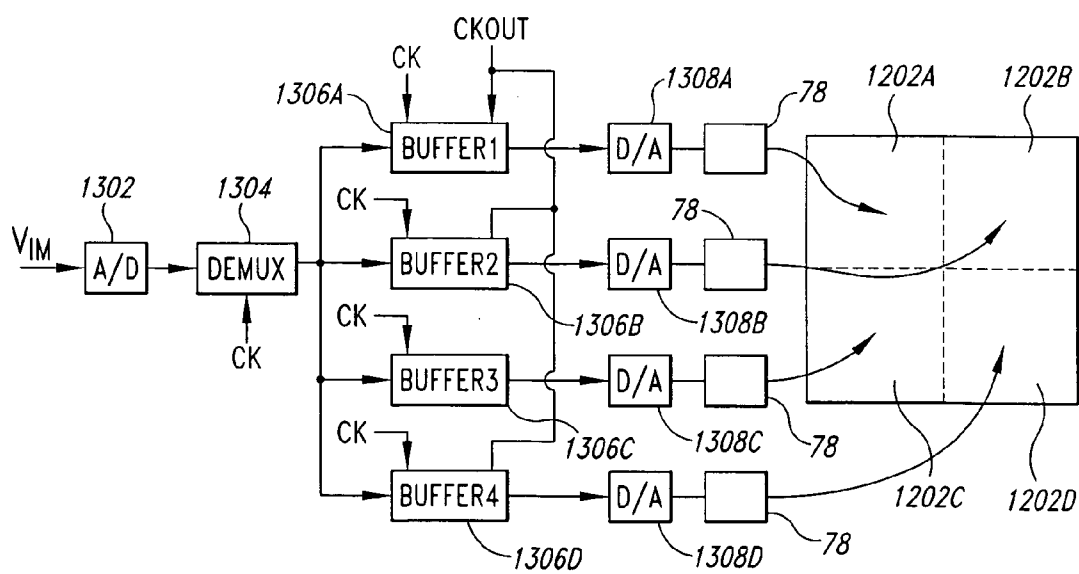 CKOUT
CK
1306A
1308A
78
1202A
1202B
BUFFER1
D/A
1302
1304
CK
78
VIM
A/D
DEMUX
BUFFER2
D/A
CK
1306B
1308B
CK
BUFFER3
D/A
1306C
1308C
78
CK
1202C
1202D
BUFFER4
D/A
78
1306D
1308D